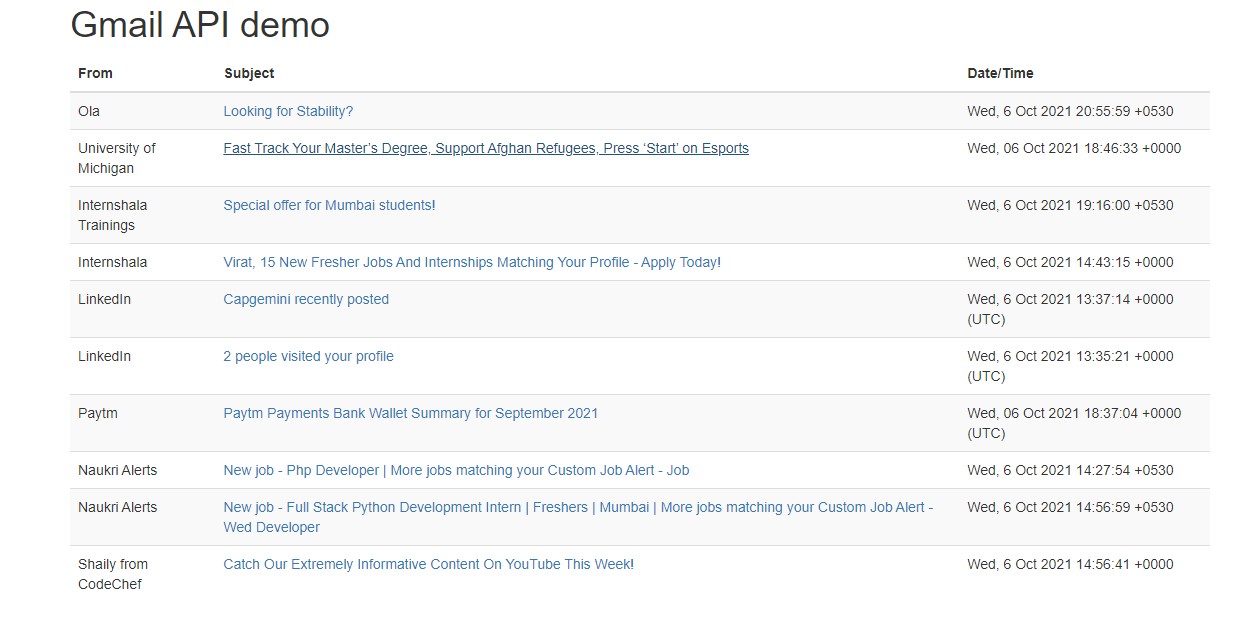 Gmail API demo
From Subject Date/Time
Ola Looking for Stability? Wed, 6 Oct 2021 20:55:59 +0530
University of Fast Track Your Master’s Degree, Support Afghan Refugees, Press ‘Start’ on Esports Wed, 06 Oct 2021 18:46:33 +0000
Michigan
Internshala Special offer for Mumbai students! Wed, 6 Oct 2021 19:16:00 +0530
Trainings
Internshala Virat, 15 New Fresher Jobs And Internships Matching Your Profile - Apply Today! Wed, 6 Oct 2021 14:43:15 +0000
LinkedIn Capgemini recently posted Wed, 6 Oct 2021 13:37:14 +0000
(UTC)
LinkedIn 2 people visited your profile Wed, 6 Oct 2021 13:35:21 +0000
(UTC)
Paytm Paytm Payments Bank Wallet Summary for September 2021 Wed, 06 Oct 2021 18:37:04 +0000
(UTC)
Naukri Alerts New job - Php Developer | More jobs matching your Custom Job Alert - Job Wed, 6 Oct 2021 14:27:54 +0530
Naukri Alerts New job - Full Stack Python Development Intern | Freshers | Mumbai | More jobs matching your Custom Job Alert - Wed, 6 Oct 2021 14:56:59 +0530
Wed Developer
Shaily from Catch Our Extremely Informative Content On YouTube This Week! Wed, 6 Oct 2021 14:56:41 +0000
CodeChef